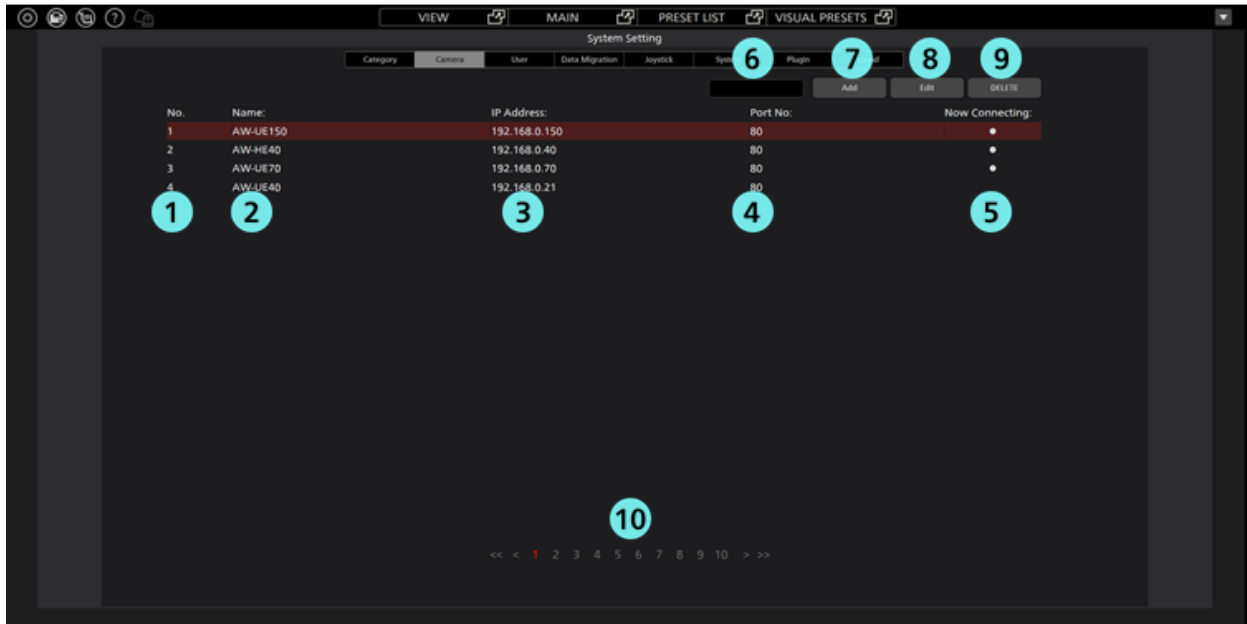 ? VIEW MAIN PRESET LIST VISUAL PRESETS
System Setting
Category Camera User Data Migration Joystick Plugin
6 7 8 9
Add Edit DELETE
No. Name: IP Address: Port No: Now Connecting:
1 AW-UE150 192.168.0.150 80
2 AW-HE40 192.168.0.40 80
3 AW-UE70 192.168.0.70 80
4 AW-UE40 192.168.0.21 80
1 2 3 4 5
10
<< < 1 2 3 4 5 6 7 8 9 10 > >>